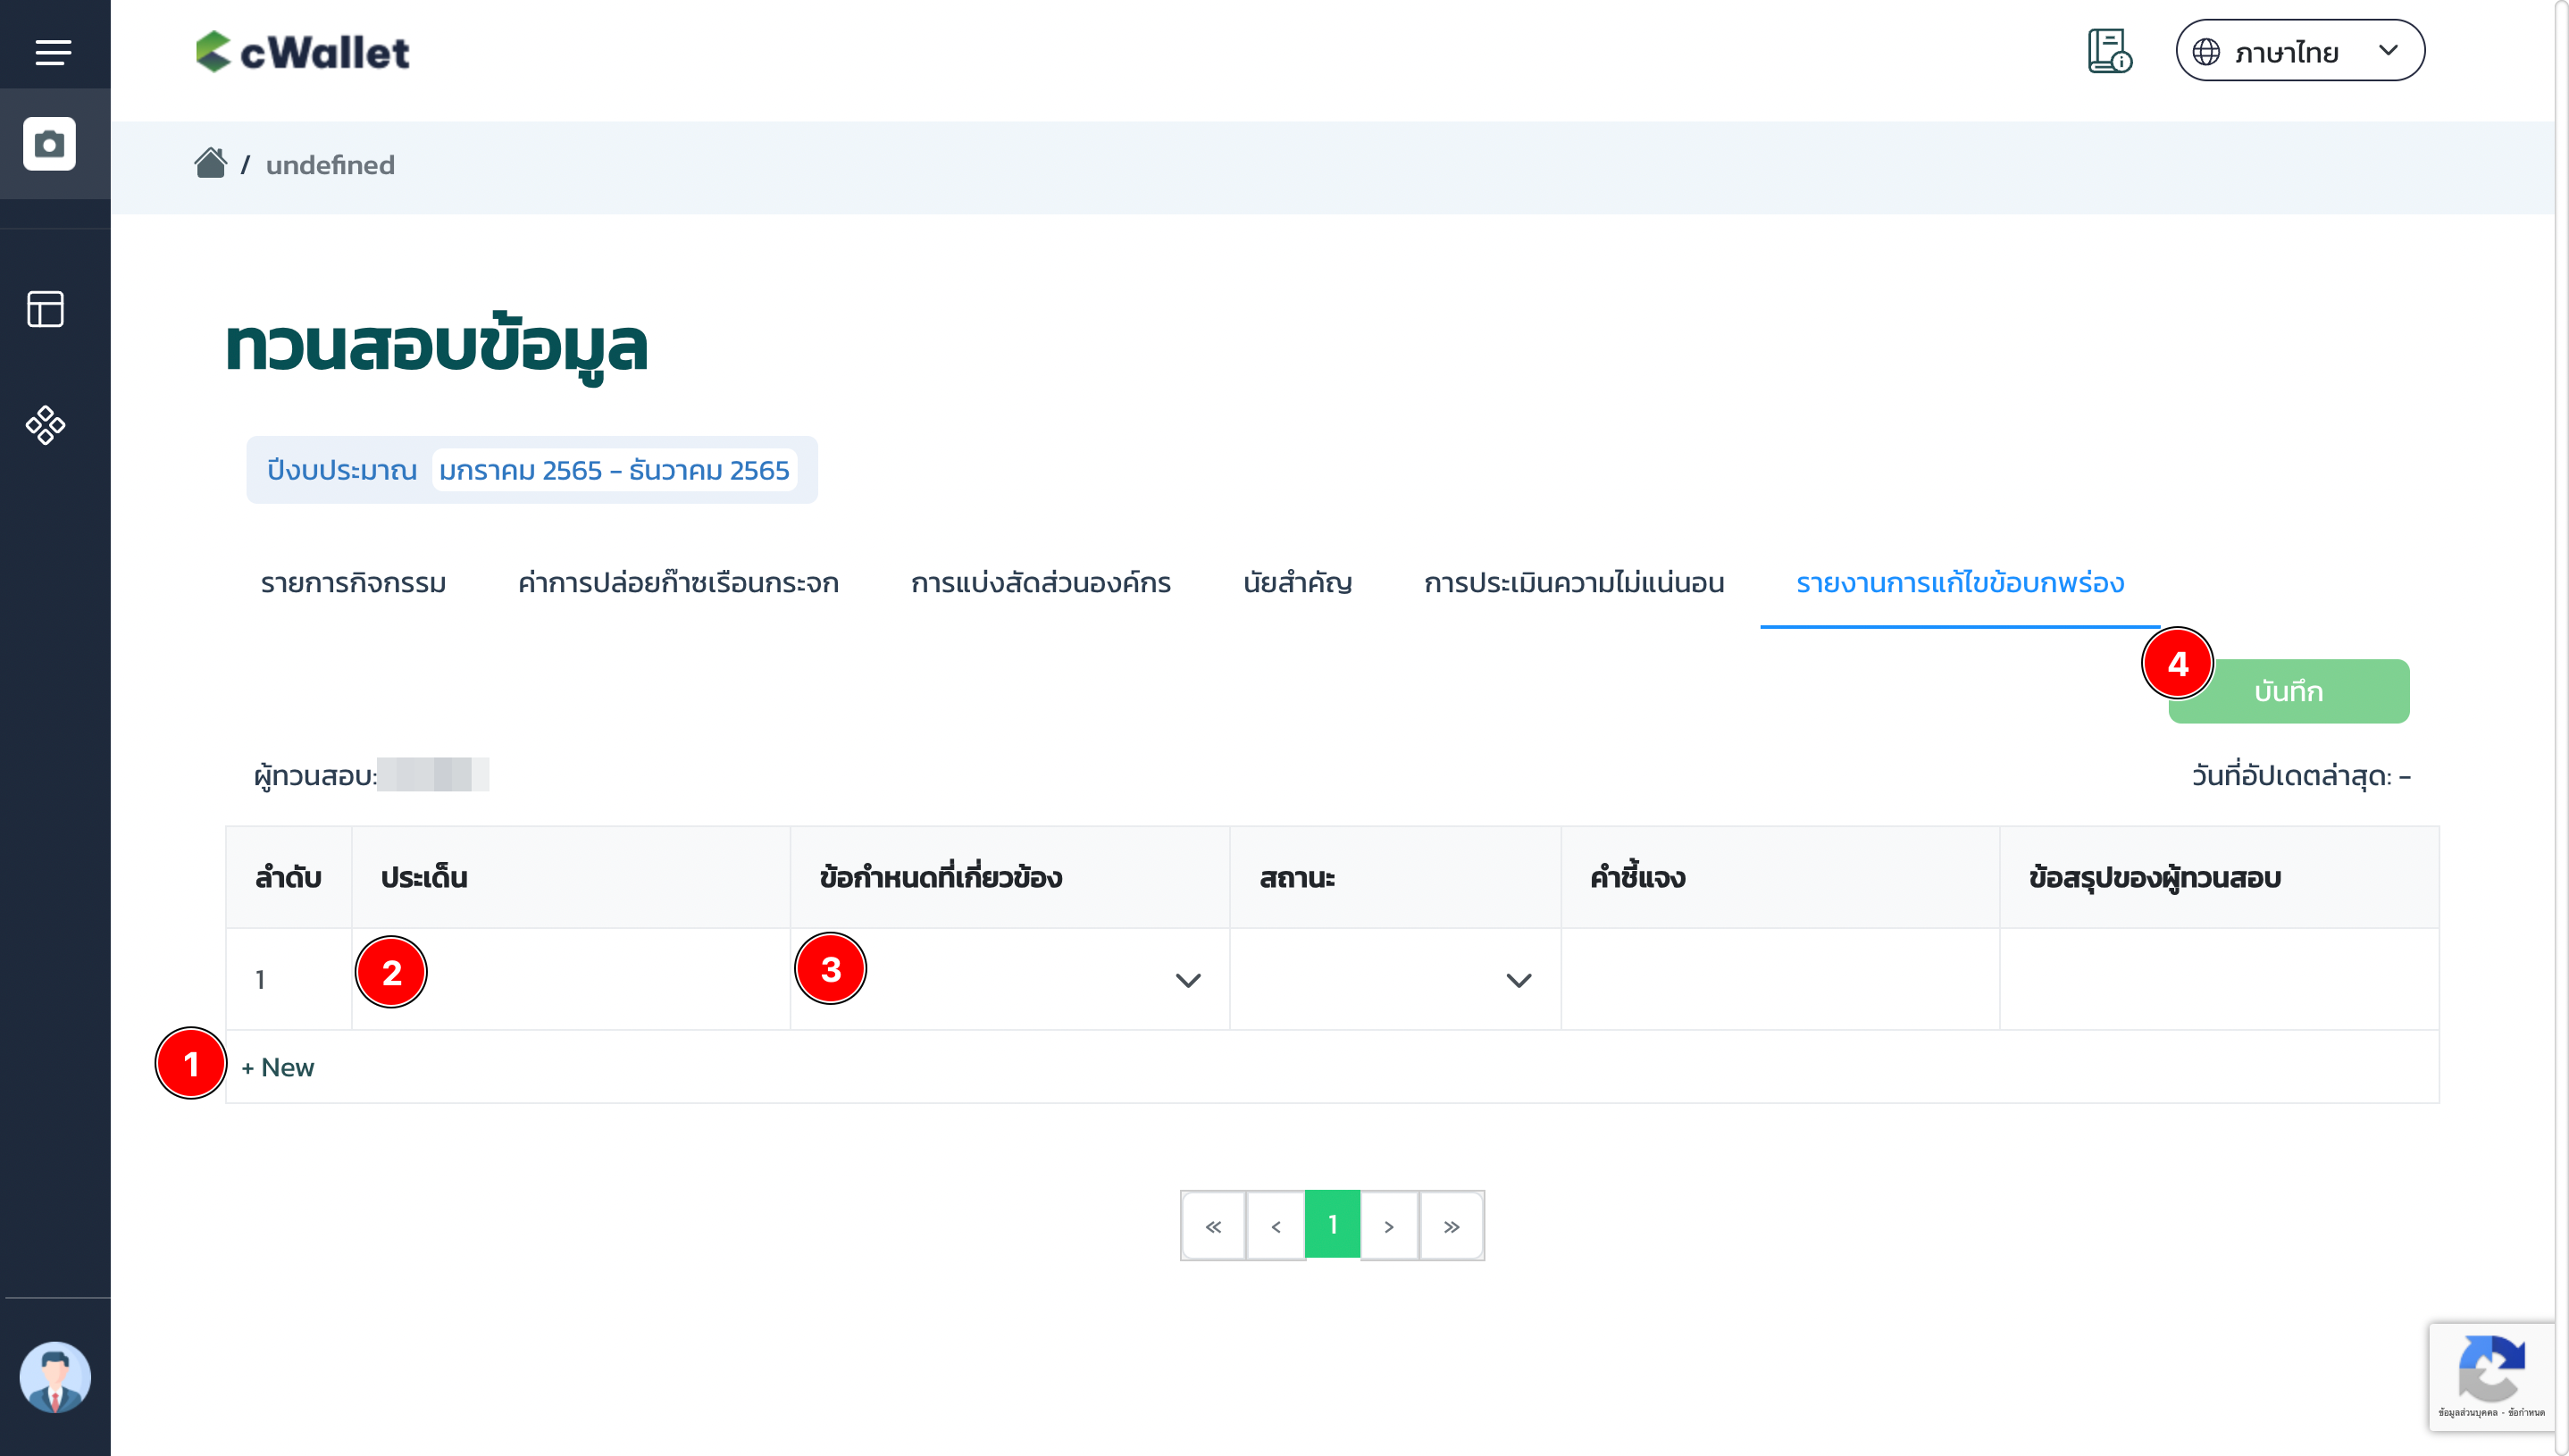 cWallet
ภาษาไทย
/ undefined
ทวนสอบข้อมูล
ปีงบประมาณ มกราคม 2565 - ธันวาคม 2565
รายการกิจกรรม ค่าการปล่อยก๊าซเรือนกระจก การแบ่งสัดส่วนองค์กร นัยสำคัญ การประเมินความไม่แน่นอน รายงานการแก้ไขข้อบกพร่อง
4 บันทึก
ผู้ทวนสอบ: วันที่อัปเดตล่าสุด: -
ลำดับ ประเด็น ข้อกำหนดที่เกี่ยวข้อง สถานะ คำชี้แจง ข้อสรุปของผู้ทวนสอบ
1 2 3
1 + New
« < 1 > »
ข้อมูลส่วนบุคคล - ข้อกำหนด